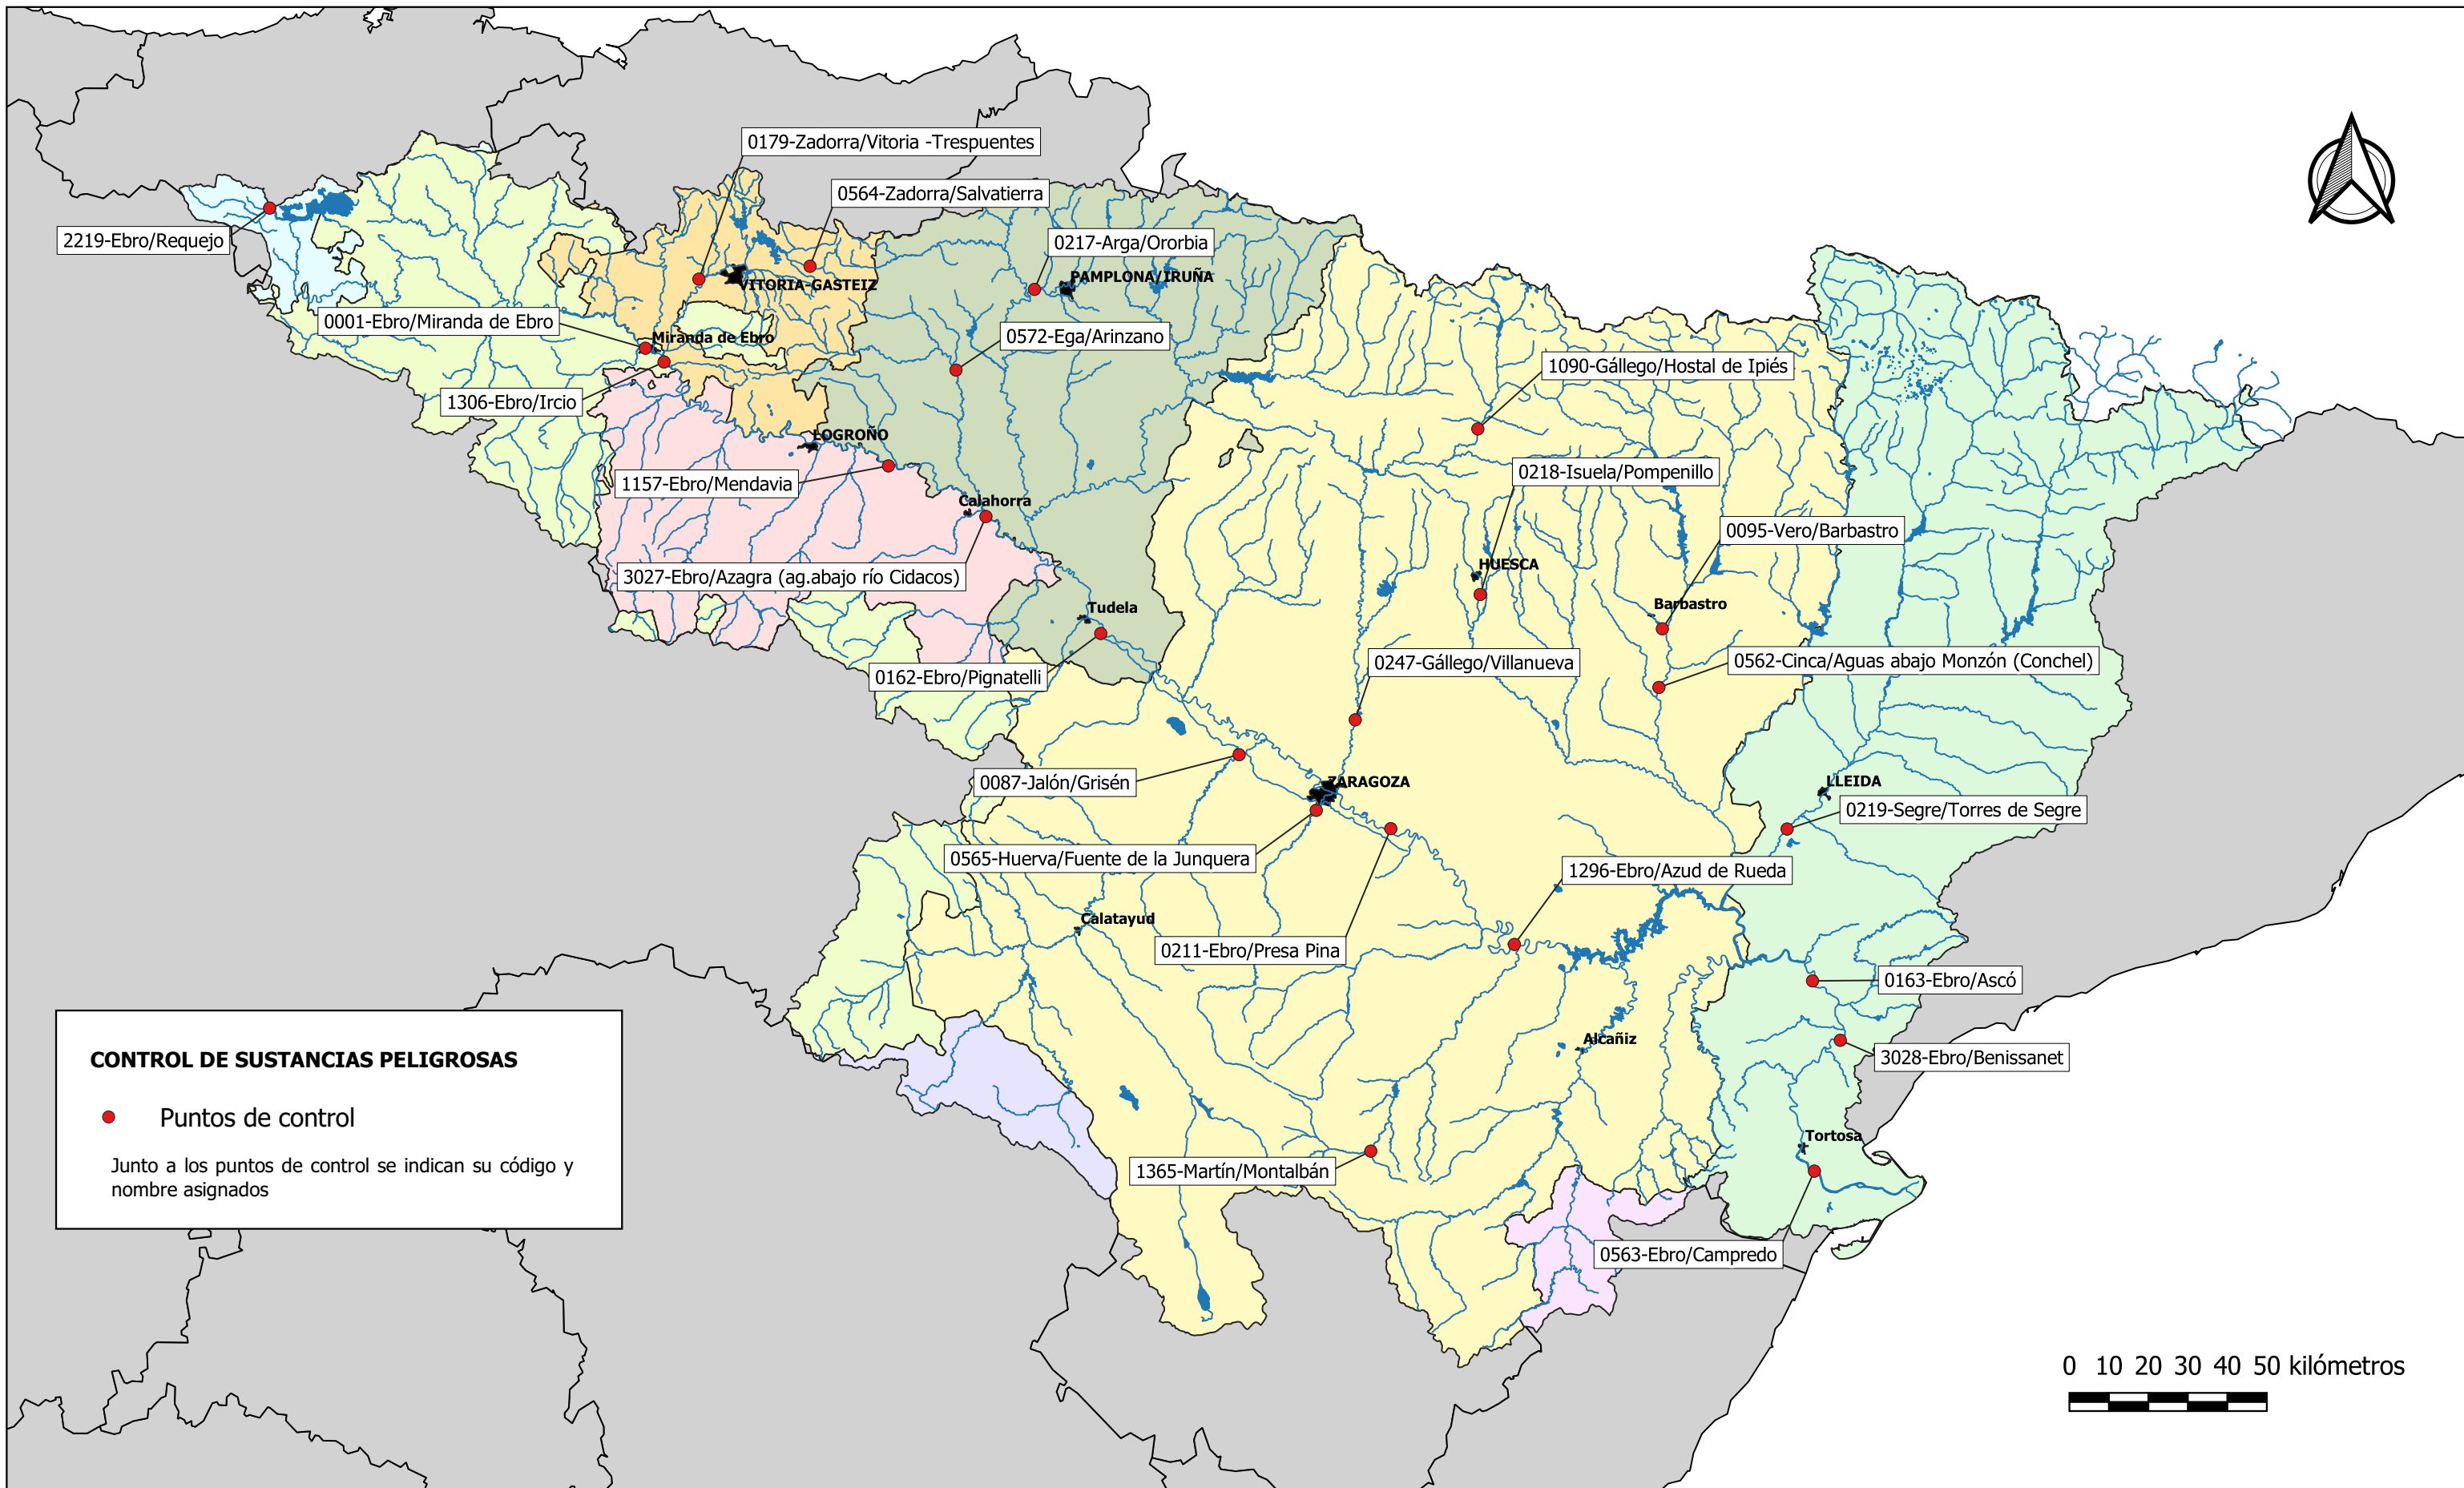 0179-Zadorra/Vitoria -Trespuentes
0564-Zadorra/Salvatierra
2219-Ebro/Requejo
0217-Arga/Ororbia
PAMPLONA/IRUÑA
VITORIA-GASTEIZ
0001-Ebro/Miranda de Ebro
Miranda de Ebro
0572-Ega/Arinzano
1090-Gállego/Hostal de Ipiés
1306-Ebro/Ircio
LOGROÑO
0218-Isuela/Pompenillo
1157-Ebro/Mendavia
Calahorra
0095-Vero/Barbastro
HUESCA
3027-Ebro/Azagra (ag.abajo río Cidacos)
Barbastro
Tudela
0562-Cinca/Aguas abajo Monzón (Conchel)
0247-Gállego/Villanueva
0162-Ebro/Pignatelli
0087-Jalón/Grisén
ZARAGOZA
LLEIDA
0219-Segre/Torres de Segre
0565-Huerva/Fuente de la Junquera
1296-Ebro/Azud de Rueda
Calatayud
0211-Ebro/Presa Pina
0163-Ebro/Ascó
Alcañiz
3028-Ebro/Benissanet
Tortosa
1365-Martín/Montalbán
0563-Ebro/Campredo
CONTROL DE SUSTANCIAS PELIGROSAS
Puntos de control
Junto a los puntos de control se indican su código y
nombre asignados
0 10 20 30 40 50 kilómetros